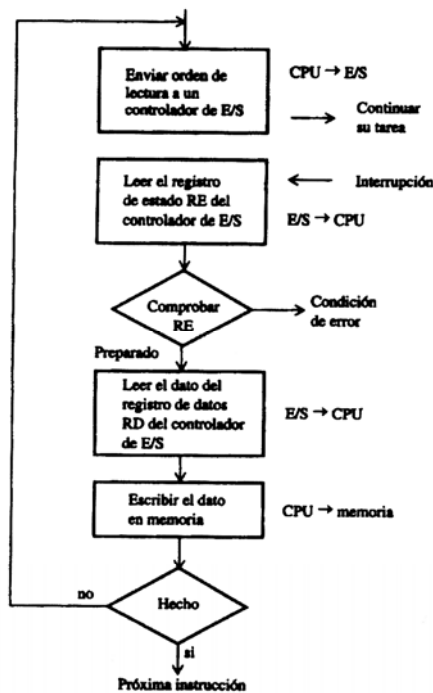 Enviar orden de
lectura a un
controlador de E/S
CPU → E/S
Continuar
su tarea
Leer el registro
de estado RE del
controlador de E/S
Interrupción
E/S → CPU
Comprobar
RE
Condición
de error
Preparado
Leer el dato del
registro de datos
RD del controlador
de E/S
E/S → CPU
Escribir el dato
en memoria
CPU → memoria
no
Hecho
si
Próxima instrucción